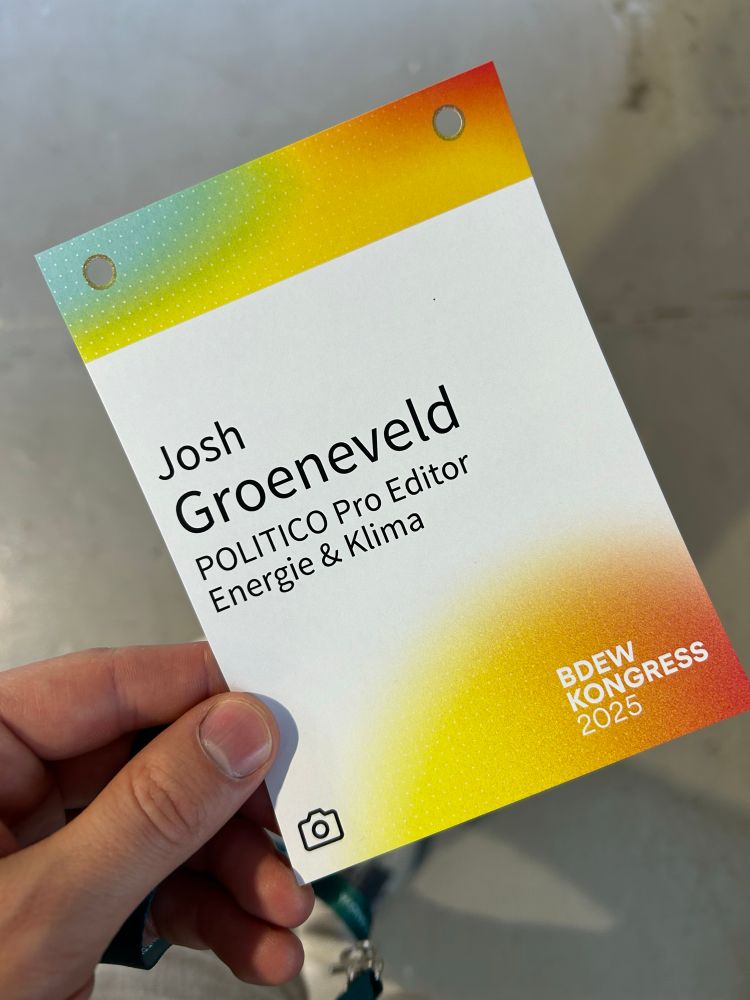 Josh
Groeneveld
POLITICO Pro Editor
Energie & Klima
BDEW
KONGRESS
2025